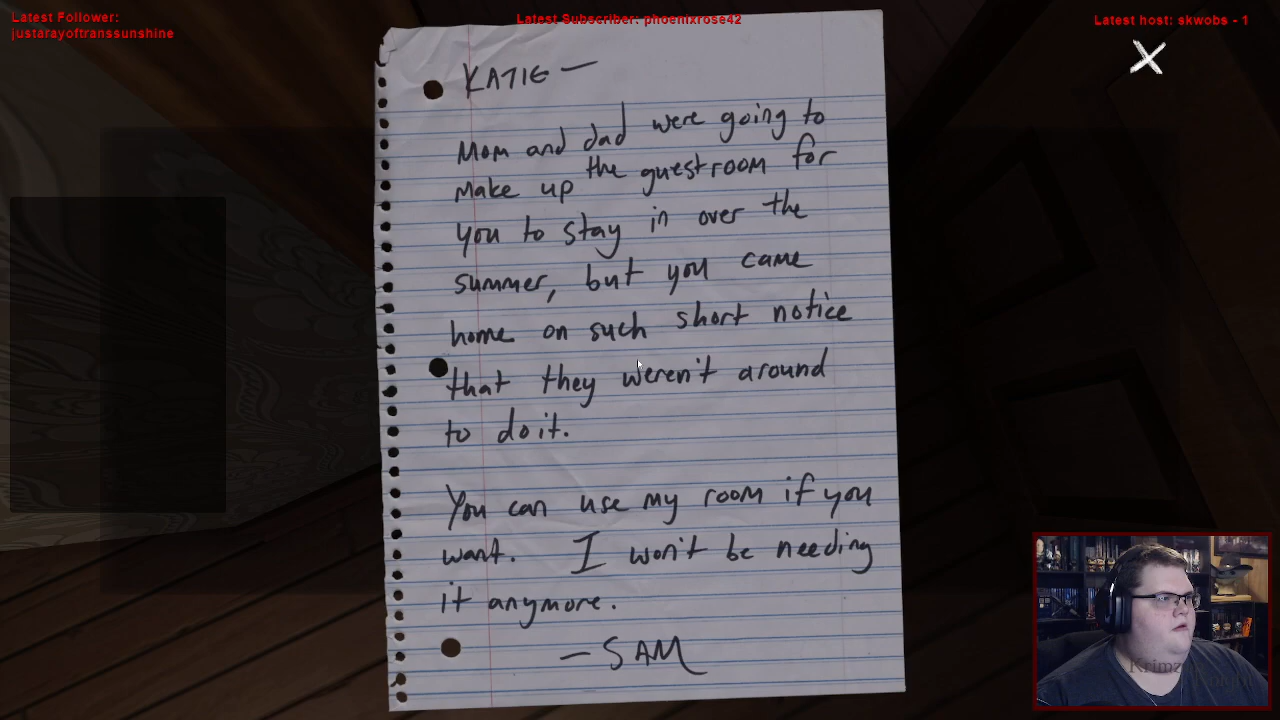 Latest Follower:
justarayoftranssunshine
Latest Subscriber: phoenixrose42
Latest host: skwobs - 1
KATIE —
Mom and dad were going to
make up the guestroom for
you to stay in over the
summer, but you came
home on such short notice
that they weren't around
to do it.
You can use my room if you
want. I won't be needing
it anymore.
— SAM